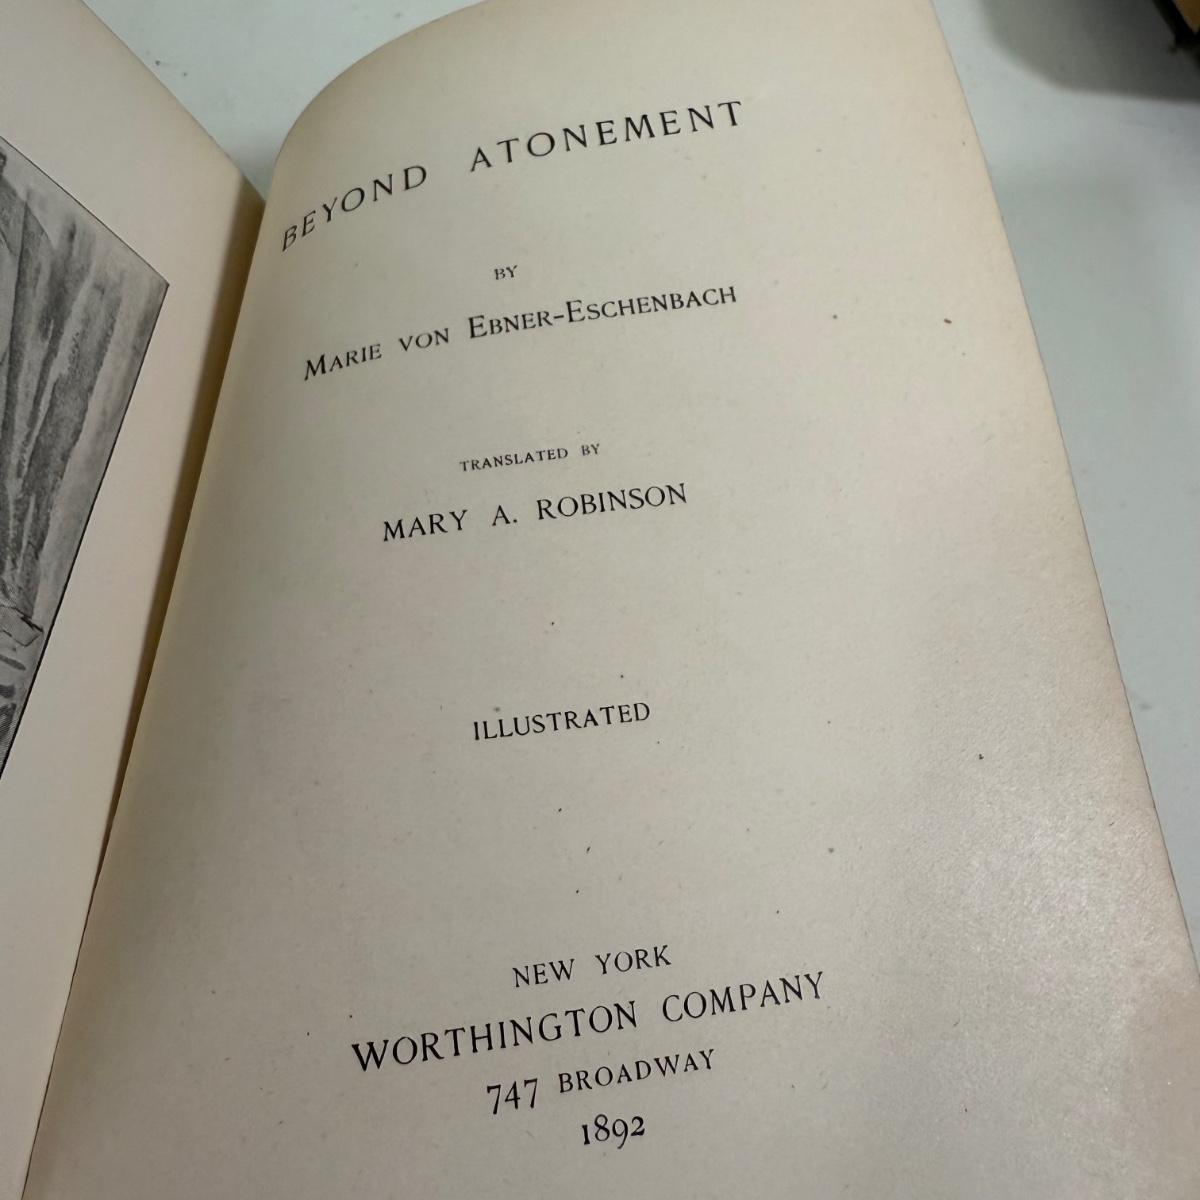 BEYOND ATONEMENT
BY
MARIE VON EBNER-ESCHENBACH
TRANSLATED BY
MARY A. ROBINSON
ILLUSTRATED
NEW YORK
WORTHINGTON COMPANY
747 BROADWAY
1892